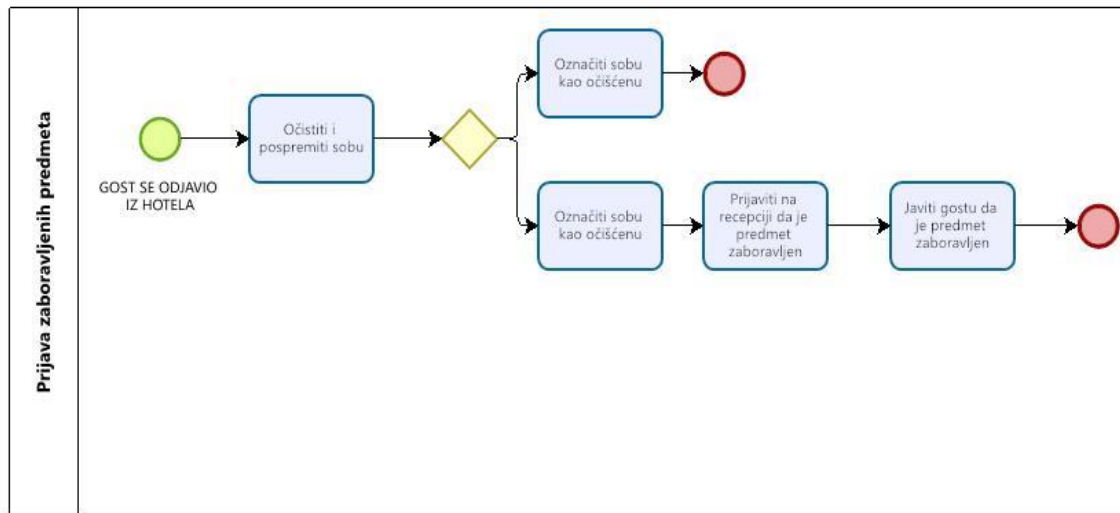 Prijava zaboravljenih predmeta
GOST SE ODJAVIO
IZ HOTELA
Očistiti i
pospremiti sobu
Označiti sobu
kao očišćenu
Označiti sobu
kao očišćenu
Prijaviti na
recepciji da je
predmet
zaboravljen
Javiti gostu da
je predmet
zaboravljen